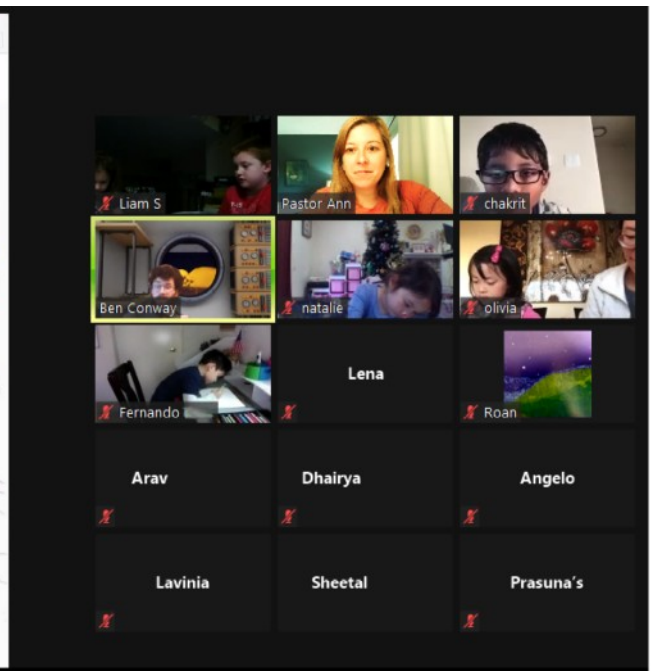 Liam S
Pastor Ann
chakrit
Ben Conway
natalie
olivia
Fernando
Lena
Roan
Arav
Dhairya
Angelo
Lavinia
Sheetal
Prasuna's